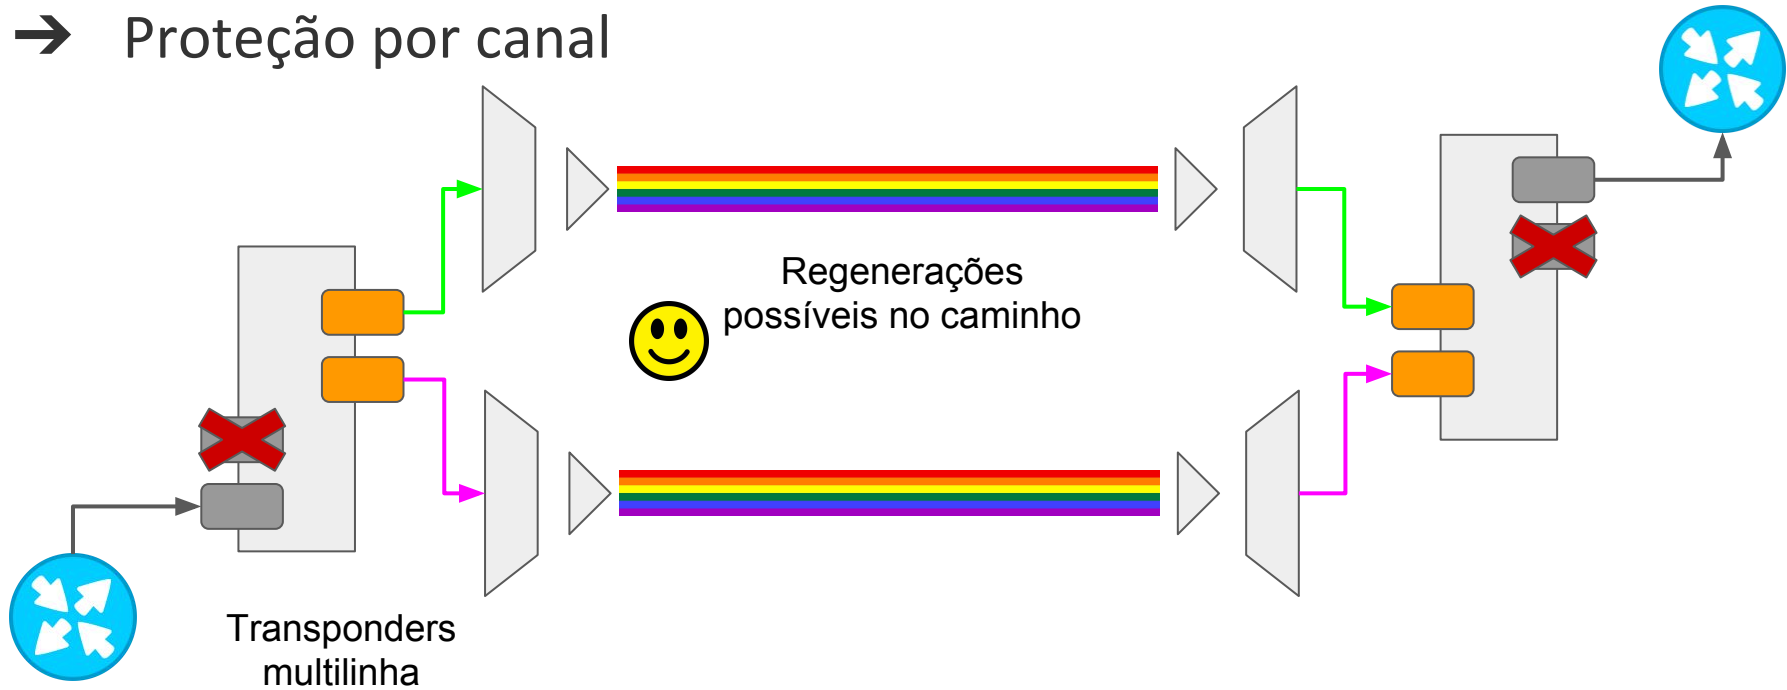 ➔ Proteção por canal
Regenerações
possíveis no caminho
Transponders
multilinha